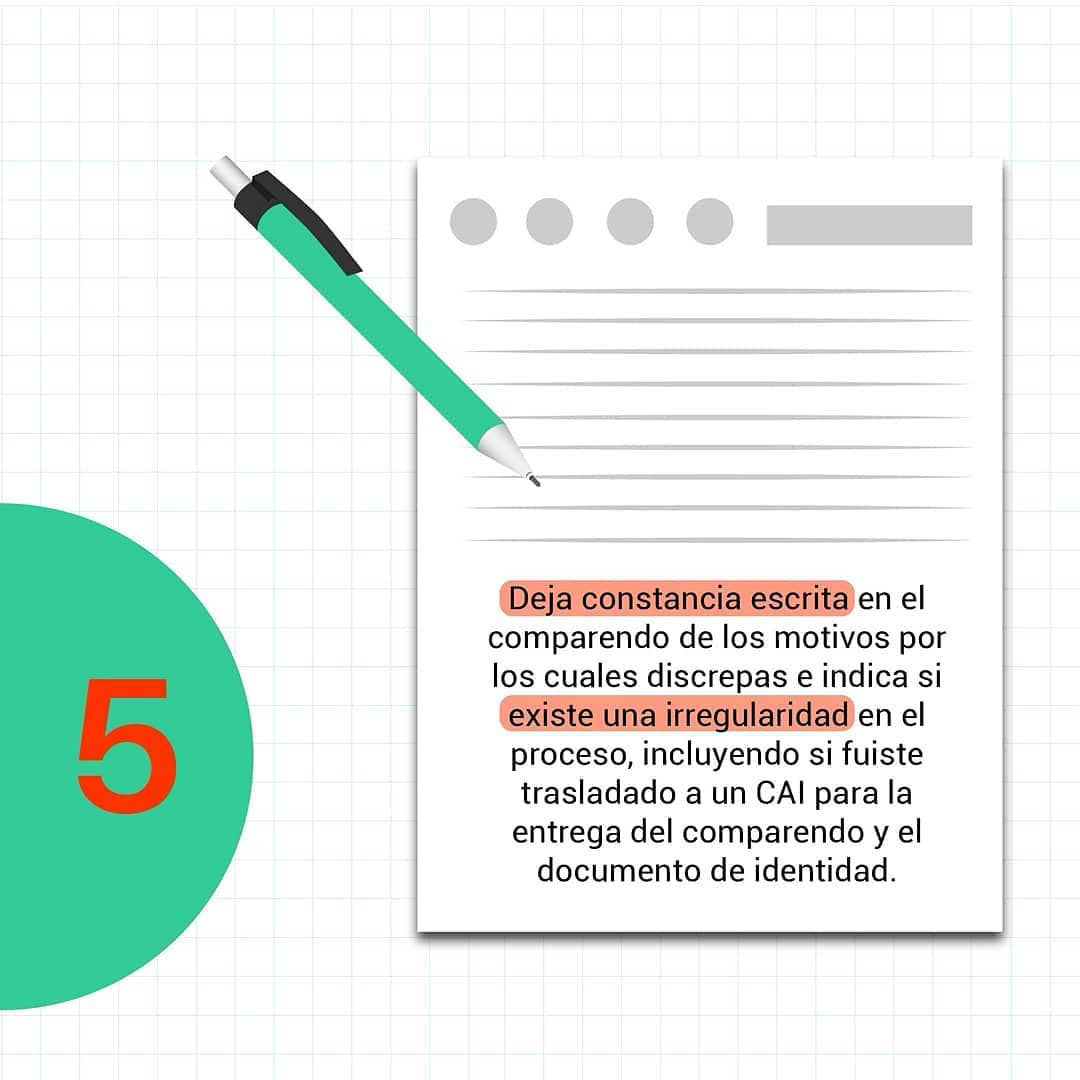 5
Deja constancia escrita en el
comparendo de los motivos por
los cuales discrepas e indica si
existe una irregularidad en el
proceso, incluyendo si fuiste
trasladado a un CAI para la
entrega del comparendo y el
documento de identidad.